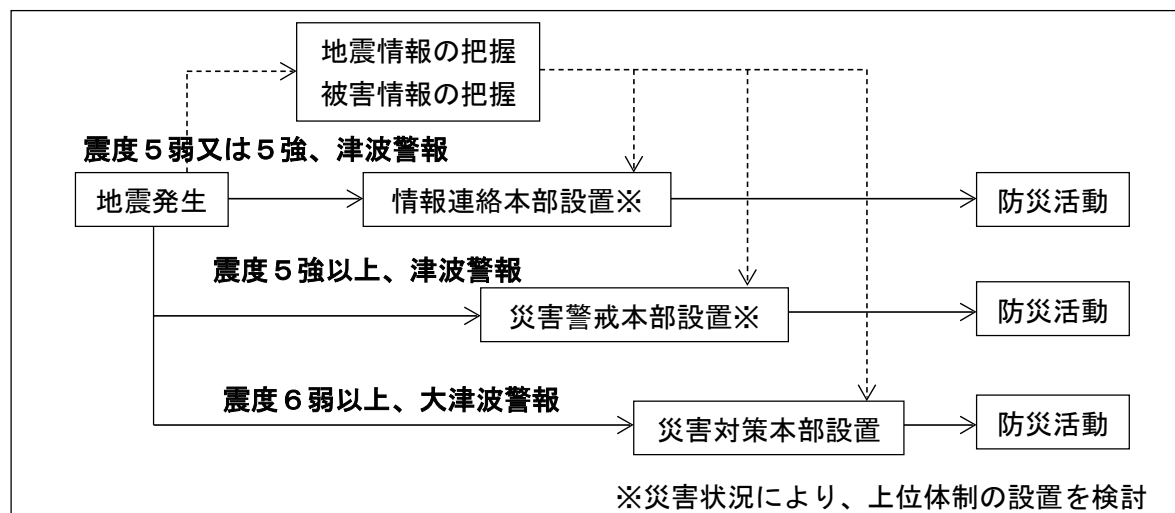 地震情報の把握
被害情報の把握
震度５弱又は５強、津波警報
地震発生
情報連絡本部設置※
防災活動
震度５強以上、津波警報
災害警戒本部設置※
防災活動
震度６弱以上、大津波警報
災害対策本部設置
防災活動
※災害状況により、上位体制の設置を検討